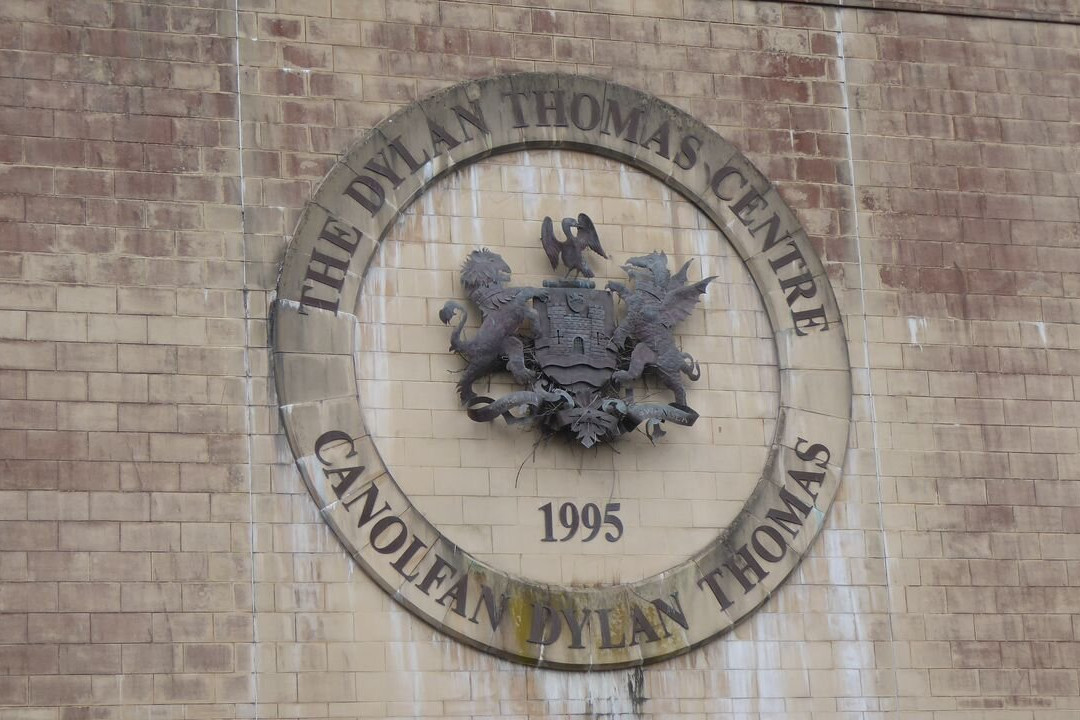 THE DYLAN THOMAS CENTRE
1995
CANOLFAN DYLAN THOMAS